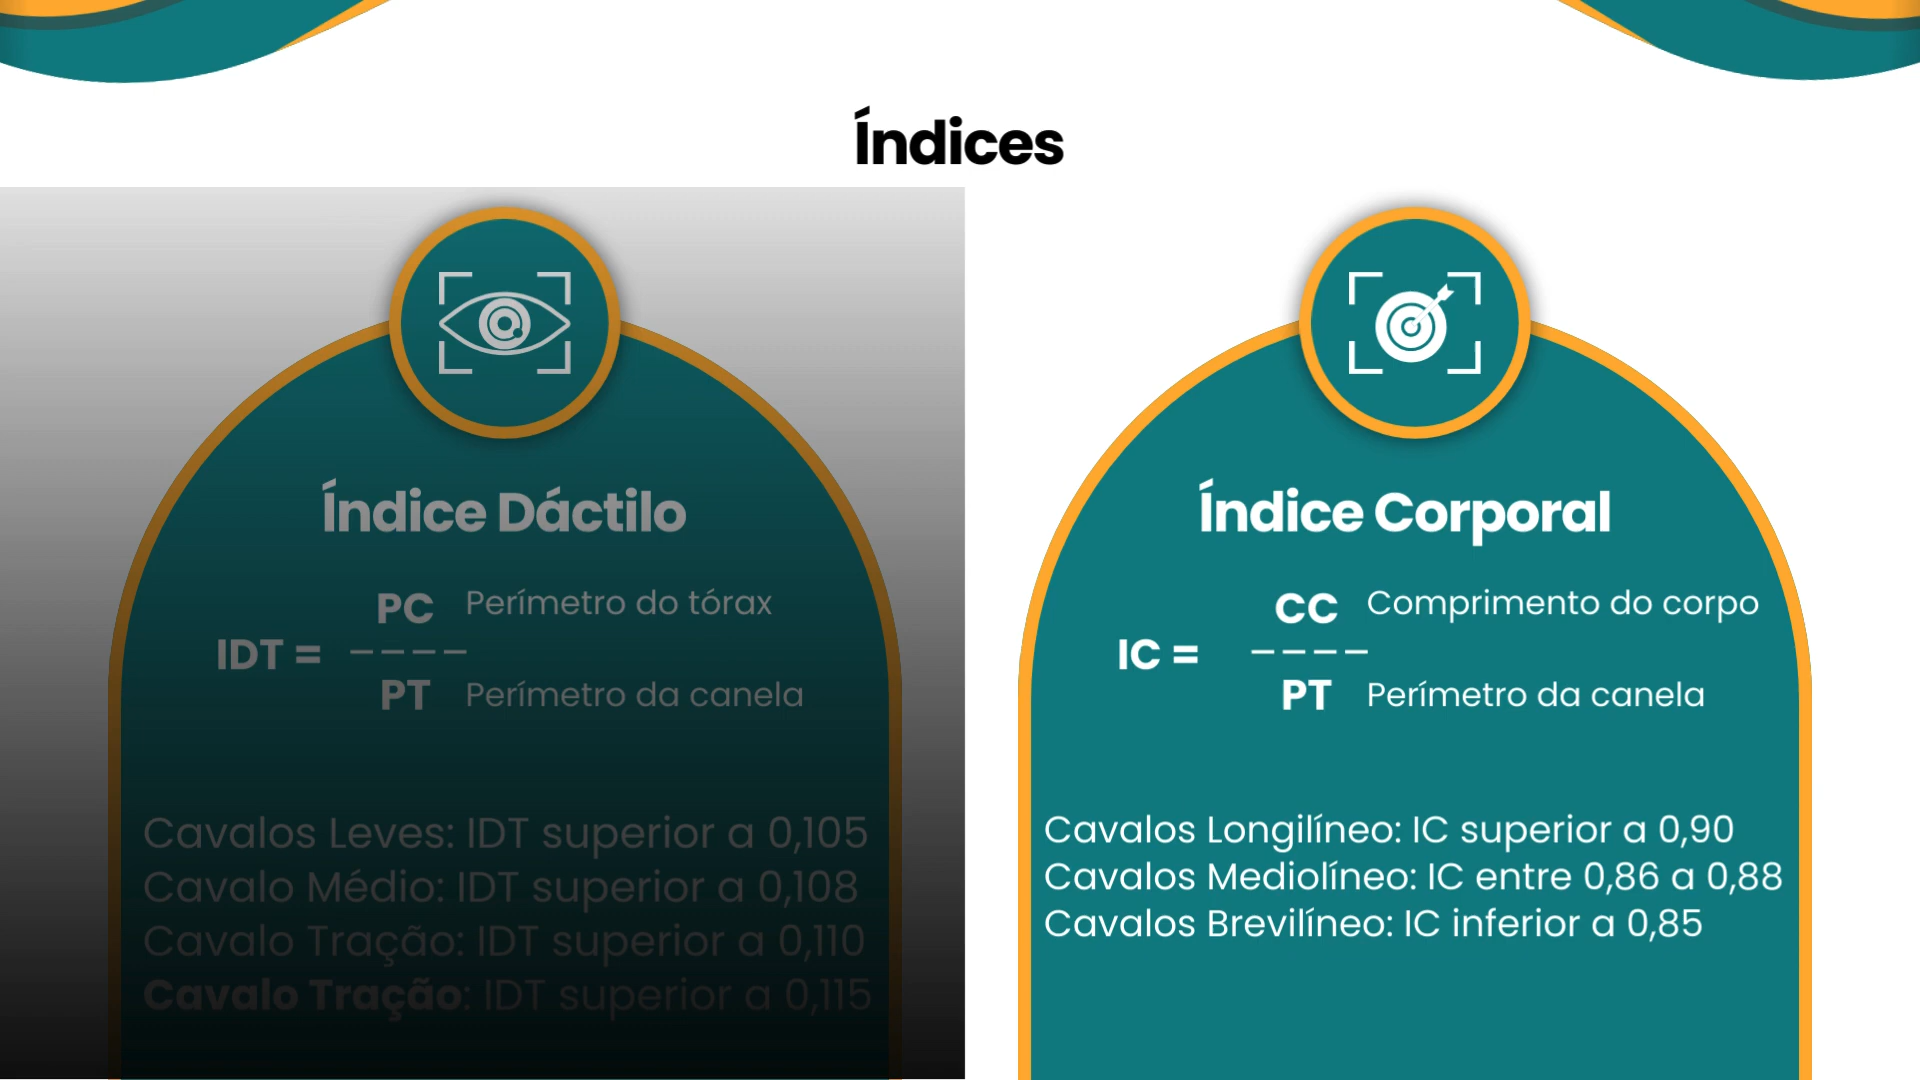 Índices
Índice Dáctilo
PC Perímetro do tórax
IDT = ----
PT Perímetro da canela
Cavalos Leves: IDT superior a 0,105
Cavalo Médio: IDT superior a 0,108
Cavalo Tração: IDT superior a 0,110
Cavalo Tração: IDT superior a 0,115
Índice Corporal
CC Comprimento do corpo
IC = ----
PT Perímetro da canela
Cavalos Longilíneo: IC superior a 0,90
Cavalos Mediolíneo: IC entre 0,86 a 0,88
Cavalos Brevilíneo: IC inferior a 0,85